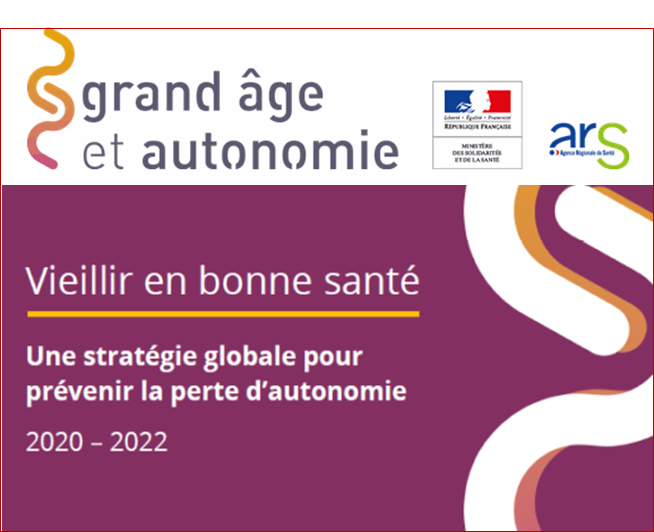 grand âge
et autonomie
Liberté • Égalité • Fraternité
RÉPUBLIQUE FRANÇAISE
MINISTÈRE
DES SOLIDARITÉS
ET DE LA SANTÉ
ars
Agence Régionale de Santé
Vieillir en bonne santé
Une stratégie globale pour
prévenir la perte d’autonomie
2020 – 2022